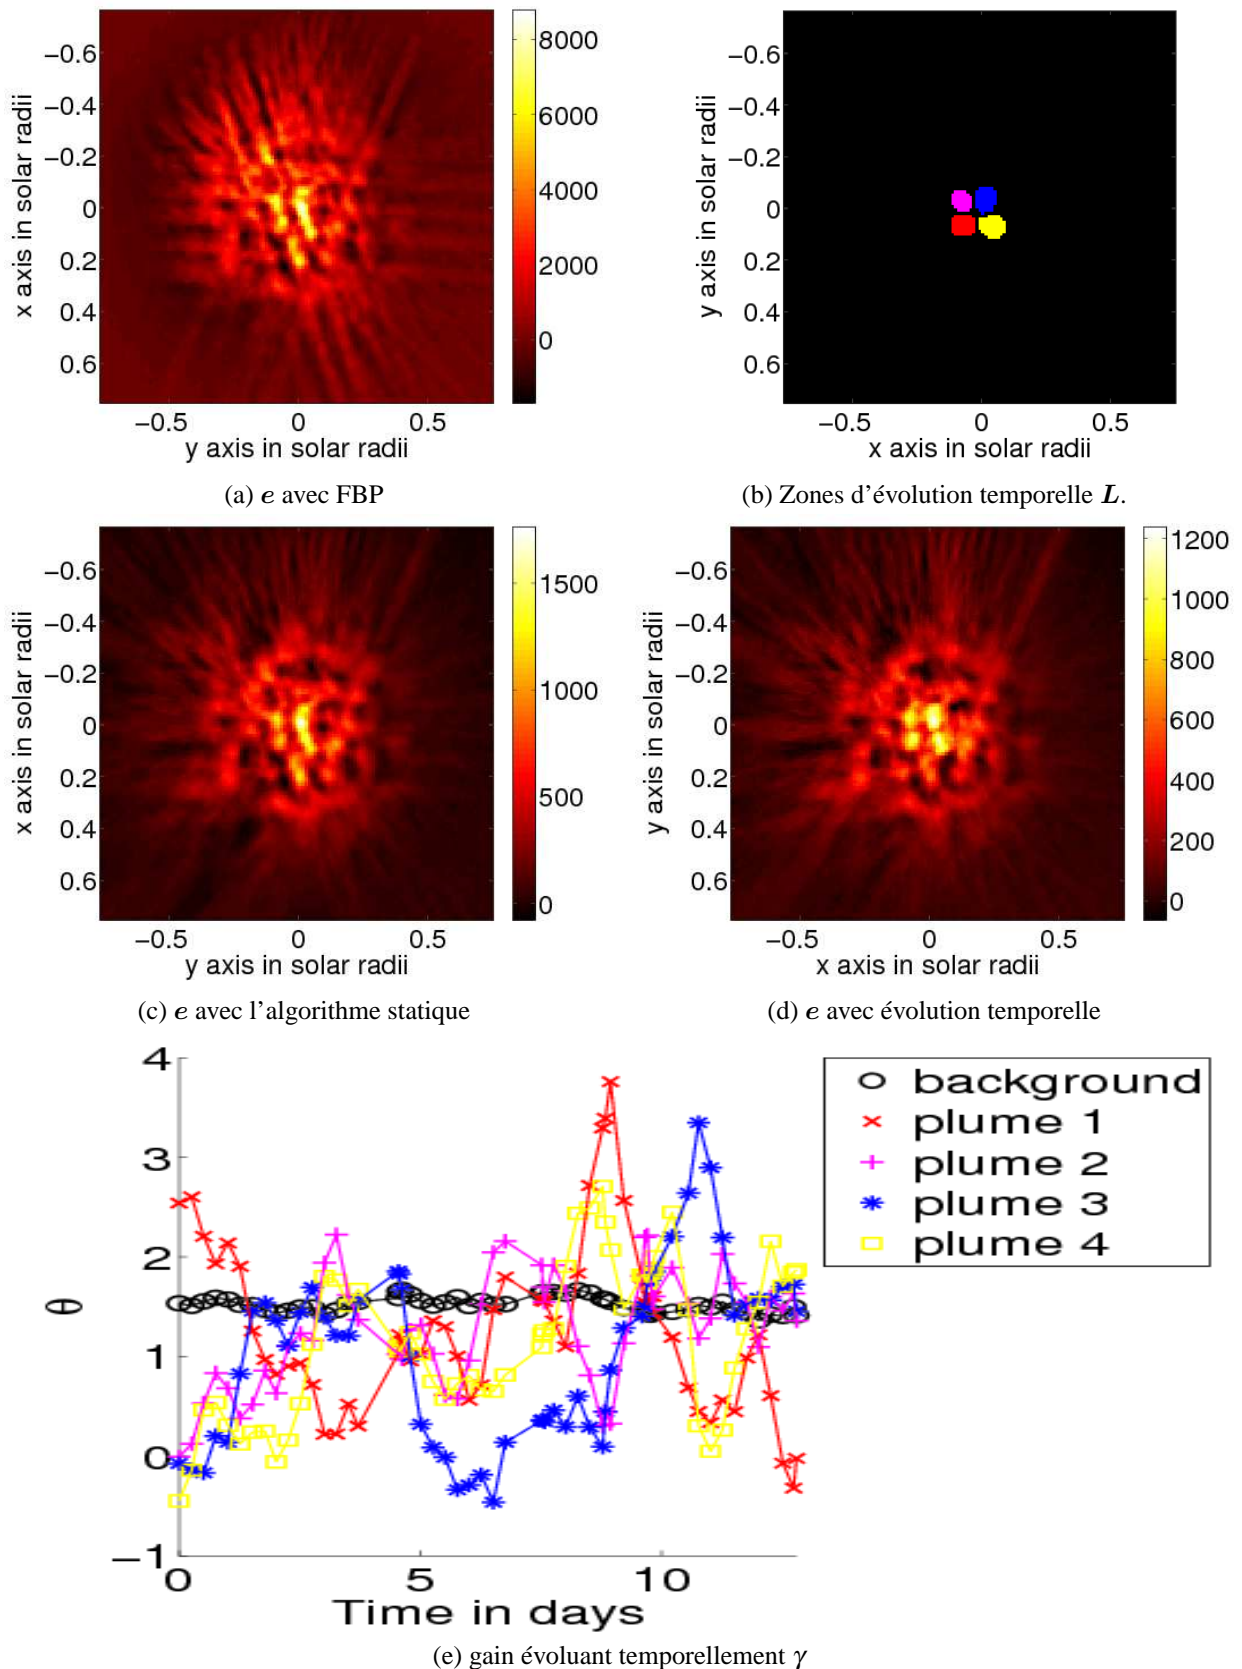 −0.6
−0.4
−0.2
0
0.2
0.4
0.6
x axis in solar radii
−0.5 0 0.5
y axis in solar radii
8000
6000
4000
2000
0
(a) e avec FBP
−0.6
−0.4
−0.2
0
0.2
0.4
0.6
y axis in solar radii
−0.5 0 0.5
x axis in solar radii
(b) Zones d'évolution temporelle L.
−0.6
−0.4
−0.2
0
0.2
0.4
0.6
x axis in solar radii
−0.5 0 0.5
y axis in solar radii
1500
1000
500
0
(c) e avec l'algorithme statique
−0.6
−0.4
−0.2
0
0.2
0.4
0.6
y axis in solar radii
−0.5 0 0.5
x axis in solar radii
1200
1000
800
600
400
200
0
(d) e avec évolution temporelle
4
3
2
1
0
−1
θ
0 5 10
Time in days
background
plume 1
plume 2
plume 3
plume 4
(e) gain évoluant temporellement γ